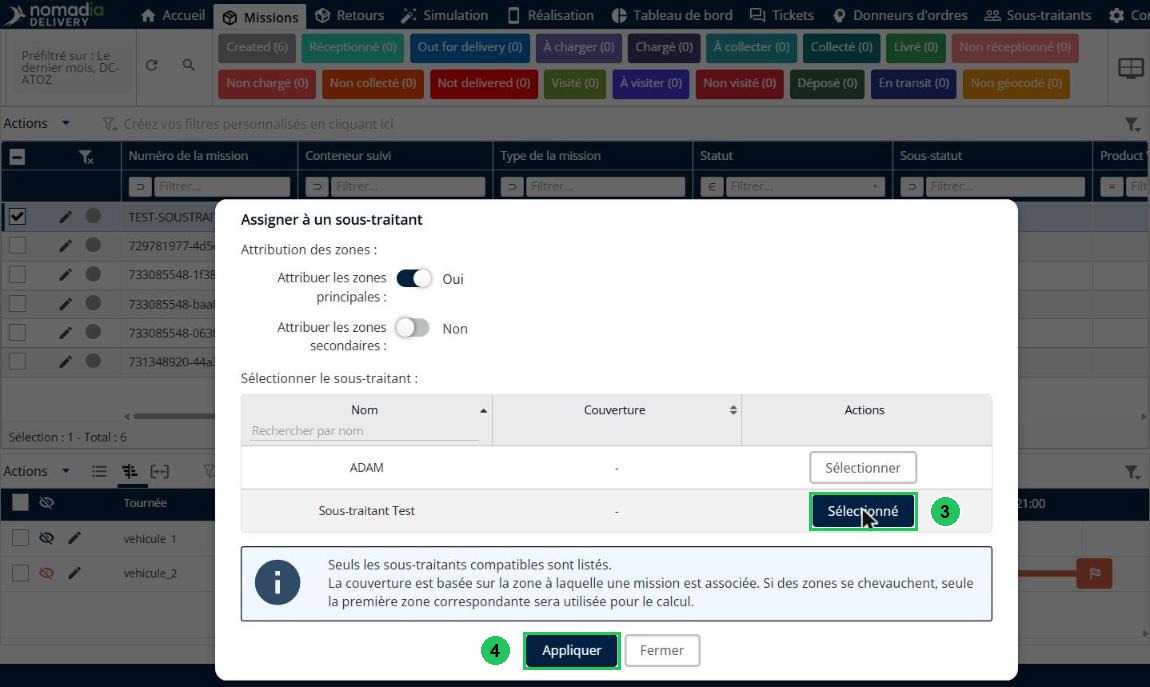 nomadia
DELIVERY
Accueil
Missions
Retours
Simulation
Réalisation
Tableau de bord
Tickets
Donneurs d'ordres
Sous-traitants
Préfiltré sur : Le
dernier mois, DC-
ATOZ
Created (6)
Réceptionné (0)
Out for delivery (0)
À charger (0)
Chargé (0)
À collecter (0)
Collecté (0)
Livré (0)
Non réceptionné (0)
Non chargé (0)
Non collecté (0)
Not delivered (0)
Visité (0)
À visiter (0)
Non visité (0)
Déposé (0)
En transit (0)
Non géocodé (0)
Actions
Créez vos filtres personnalisés en cliquant ici
Numéro de la mission
Conteneur suivi
Type de la mission
Statut
Sous-statut
Product
⊃ Filtrer...
⊃ Filtrer...
⊃ Filtrer...
∈ Filtrer...
⊃ Filtrer...
= Filt
TEST-SOUSTRAI
729781977-4d5
733085548-1f38
733085548-baa
733085548-063
731348920-44a
Sélection : 1 - Total : 6
Assigner à un sous-traitant
Attribution des zones :
Attribuer les zones
principales :
Oui
Attribuer les zones
secondaires :
Non
Sélectionner le sous-traitant :
Nom
Couverture
Actions
Rechercher par nom
ADAM - Sélectionner
Sous-traitant Test - Sélectionné 3
Seuls les sous-traitants compatibles sont listés.
La couverture est basée sur la zone à laquelle une mission est associée. Si des zones se chevauchent, seule
la première zone correspondante sera utilisée pour le calcul.
4 Appliquer Fermer
Actions
Tournée
21:00
vehicule_1
vehicule_2